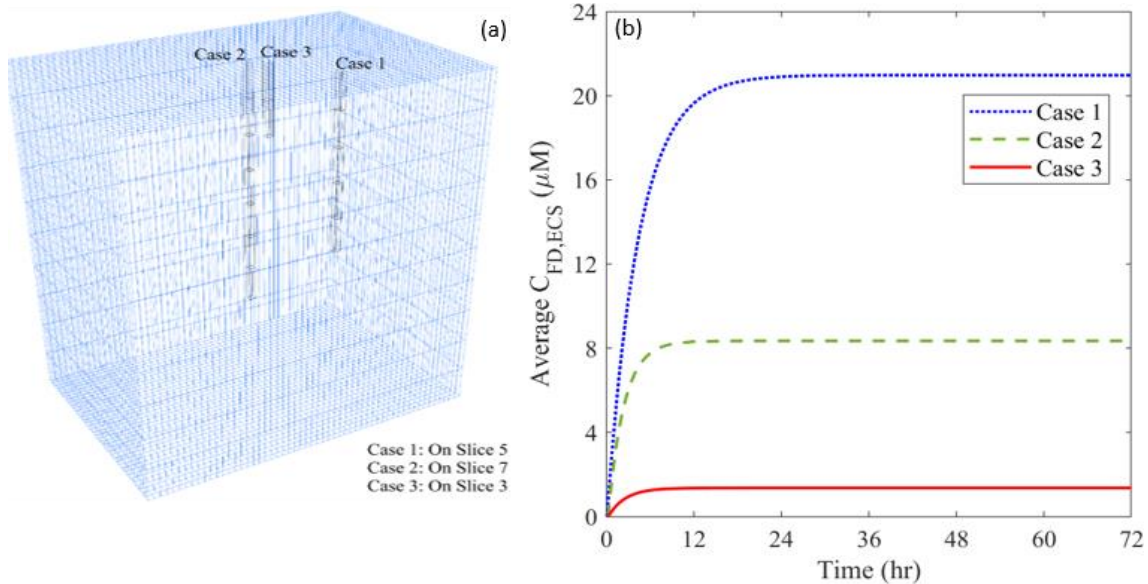 (a)
Case 2 Case 3
Case 1
Case 1: On Slice 5
Case 2: On Slice 7
Case 3: On Slice 3
(b)
Average C_FD,ECS (μM)
24
20
16
12
8
4
0
Case 1
Case 2
Case 3
0 12 24 36 48 60 72
Time (hr)